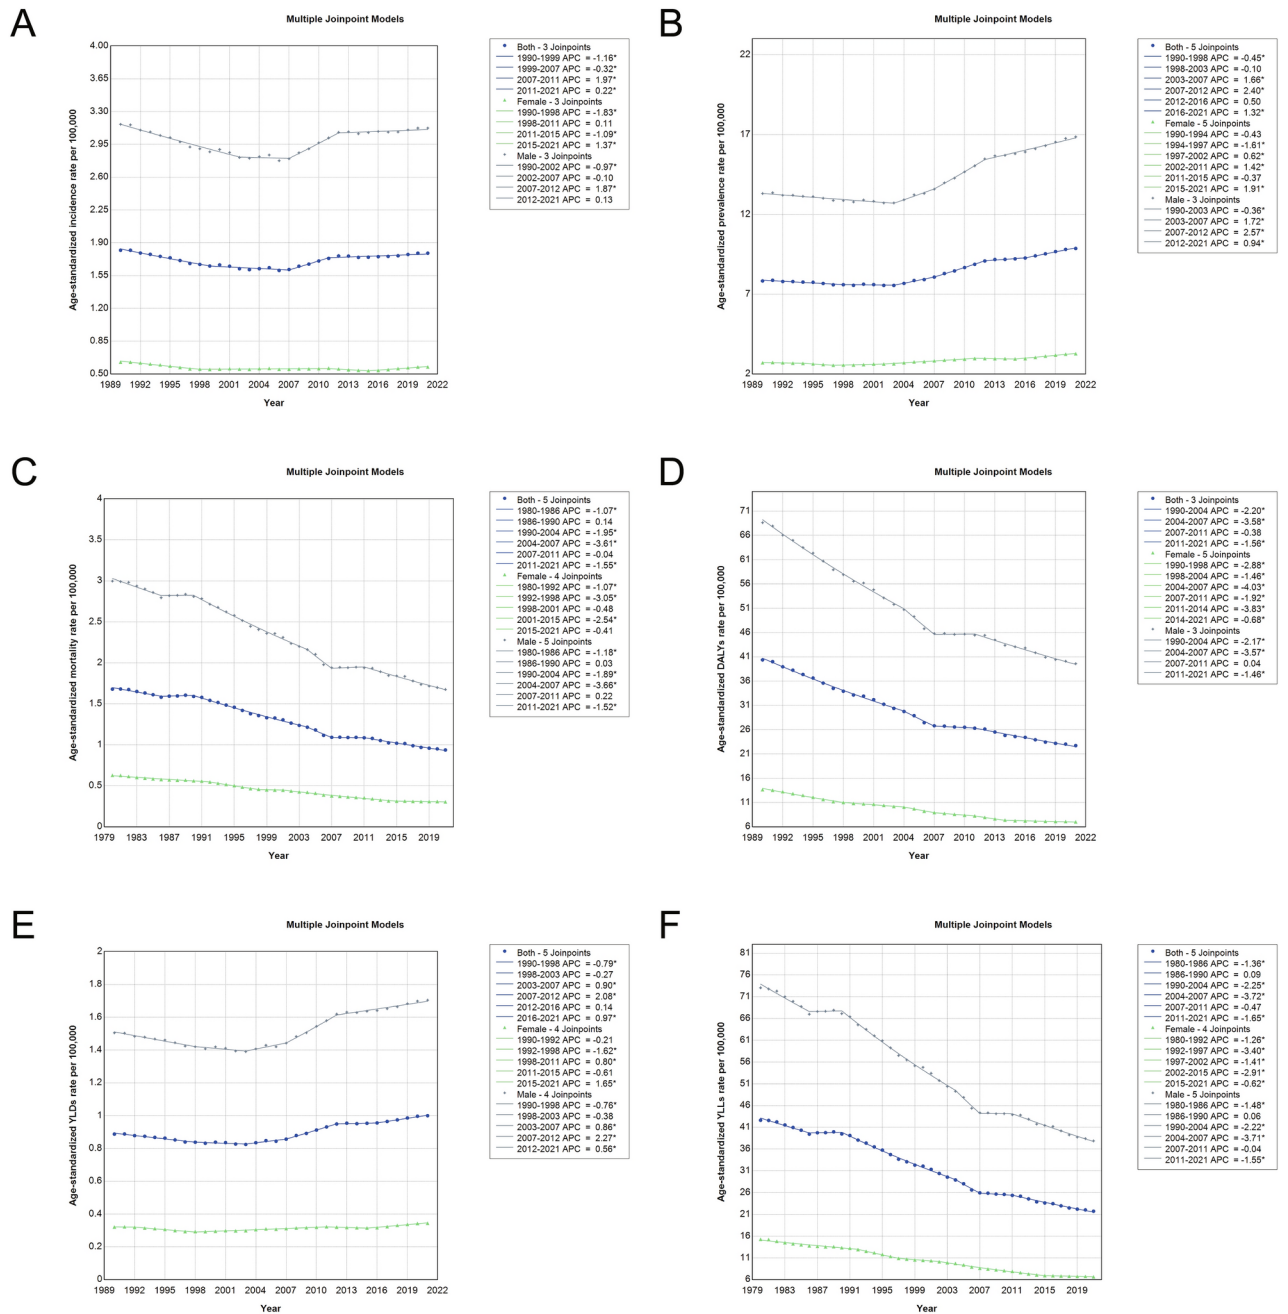 A
Multiple Joinpoint Models
Age-standardized incidence rate per 100,000
4.00
3.65
3.30
2.95
2.60
2.25
1.90
1.55
1.20
0.85
0.50
1989 1992 1995 1998 2001 2004 2007 2010 2013 2016 2019 2022
Year
Both - 3 Joinpoints
1990-1999 APC = -1.16*
1999-2007 APC = -0.32*
2007-2011 APC = 1.97*
2011-2021 APC = 0.22*
Female - 3 Joinpoints
1990-1998 APC = -1.83*
1998-2011 APC = 0.11
2011-2015 APC = -1.09*
2015-2021 APC = 1.37*
Male - 3 Joinpoints
1990-2002 APC = -0.97*
2002-2007 APC = -0.10
2007-2012 APC = 1.87*
2012-2021 APC = 0.13
B
Multiple Joinpoint Models
Age-standardized prevalence rate per 100,000
22
17
12
7
2
1989 1992 1995 1998 2001 2004 2007 2010 2013 2016 2019 2022
Year
Both - 5 Joinpoints
1990-1998 APC = -0.45*
1998-2003 APC = -0.10
2003-2007 APC = 1.66*
2007-2012 APC = 2.40*
2012-2016 APC = 0.50
2016-2021 APC = 1.32*
Female - 5 Joinpoints
1990-1994 APC = -0.43
1994-1997 APC = -1.61*
1997-2002 APC = 0.62*
2002-2011 APC = 1.42*
2011-2015 APC = -0.37
2015-2021 APC = 1.91*
Male - 3 Joinpoints
1990-2003 APC = -0.36*
2003-2007 APC = 1.72*
2007-2012 APC = 2.57*
2012-2021 APC = 0.94*
C
Multiple Joinpoint Models
Age-standardized mortality rate per 100,000
4
3.5
3
2.5
2
1.5
1
0.5
0
1979 1983 1987 1991 1995 1999 2003 2007 2011 2015 2019
Year
Both - 5 Joinpoints
1980-1986 APC = -1.07*
1986-1990 APC = 0.14
1990-2004 APC = -1.95*
2004-2007 APC = -3.61*
2007-2011 APC = -0.04
2011-2021 APC = -1.55*
Female - 4 Joinpoints
1980-1992 APC = -1.07*
1992-1998 APC = -3.05*
1998-2001 APC = -0.48
2001-2015 APC = -2.54*
2015-2021 APC = -0.41
Male - 5 Joinpoints
1980-1986 APC = -1.18*
1986-1990 APC = 0.03
1990-2004 APC = -1.89*
2004-2007 APC = -3.66*
2007-2011 APC = 0.22
2011-2021 APC = -1.52*
D
Multiple Joinpoint Models
Age-standardized DALYs rate per 100,000
71
66
61
56
51
46
41
36
31
26
21
16
11
6
1989 1992 1995 1998 2001 2004 2007 2010 2013 2016 2019 2022
Year
Both - 3 Joinpoints
1990-2004 APC = -2.20*
2004-2007 APC = -3.58*
2007-2011 APC = -0.38
2011-2021 APC = -1.56*
Female - 5 Joinpoints
1990-1998 APC = -2.88*
1998-2004 APC = -1.46*
2004-2007 APC = -4.03*
2007-2011 APC = -1.92*
2011-2014 APC = -3.83*
2014-2021 APC = -0.68*
Male - 3 Joinpoints
1990-2004 APC = -2.17*
2004-2007 APC = -3.57*
2007-2011 APC = 0.04
2011-2021 APC = -1.46*
E
Multiple Joinpoint Models
Age-standardized YLDs rate per 100,000
2
1.8
1.6
1.4
1.2
1
0.8
0.6
0.4
0.2
0
1989 1992 1995 1998 2001 2004 2007 2010 2013 2016 2019 2022
Year
Both - 5 Joinpoints
1990-1998 APC = -0.79*
1998-2003 APC = -0.27
2003-2007 APC = 0.90*
2007-2012 APC = 2.08*
2012-2016 APC = 0.14
2016-2021 APC = 0.97*
Female - 4 Joinpoints
1990-1992 APC = -0.21
1992-1998 APC = -1.62*
1998-2011 APC = 0.80*
2011-2015 APC = -0.61
2015-2021 APC = 1.65*
Male - 4 Joinpoints
1990-1998 APC = -0.76*
1998-2003 APC = -0.38
2003-2007 APC = 0.86*
2007-2012 APC = 2.27*
2012-2021 APC = 0.56*
F
Multiple Joinpoint Models
Age-standardized YLLs rate per 100,000
81
76
71
66
61
56
51
46
41
36
31
26
21
16
11
6
1979 1983 1987 1991 1995 1999 2003 2007 2011 2015 2019
Year
Both - 5 Joinpoints
1980-1986 APC = -1.36*
1986-1990 APC = 0.09
1990-2004 APC = -2.25*
2004-2007 APC = -3.72*
2007-2011 APC = -0.47
2011-2021 APC = -1.65*
Female - 4 Joinpoints
1980-1992 APC = -1.26*
1992-1997 APC = -3.40*
1997-2002 APC = -1.41*
2002-2015 APC = -2.91*
2015-2021 APC = -0.62*
Male - 5 Joinpoints
1980-1986 APC = -1.48*
1986-1990 APC = 0.06
1990-2004 APC = -2.22*
2004-2007 APC = -3.71*
2007-2011 APC = -0.04
2011-2021 APC = -1.55*